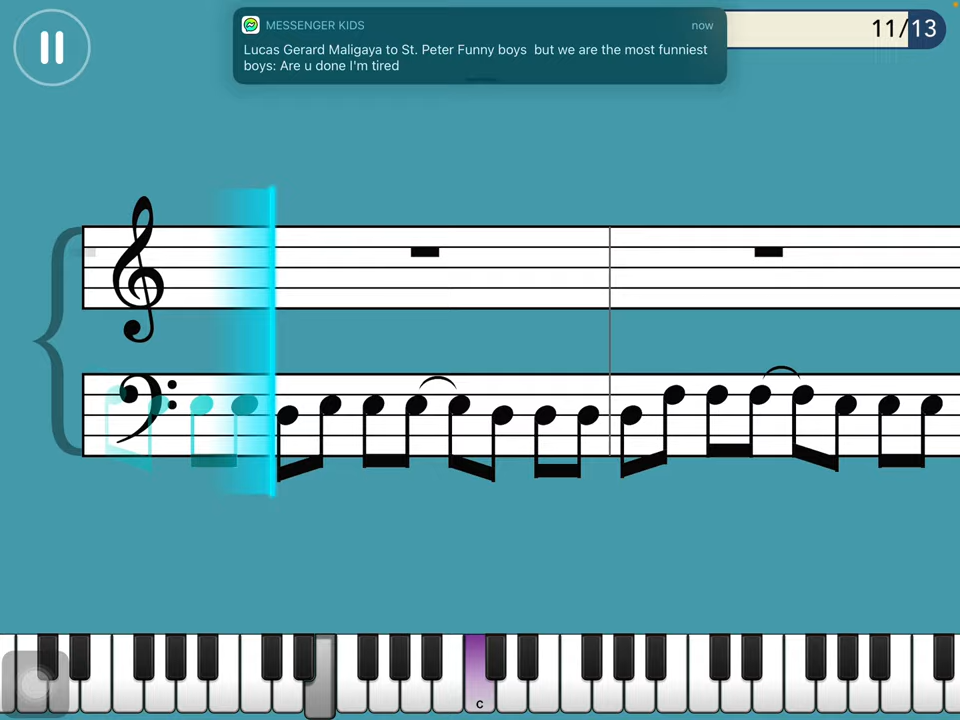 MESSENGER KIDS
now
Lucas Gerard Maligaya to St. Peter Funny boys  but we are the most funniest
boys: Are u done I'm tired
11/13
C